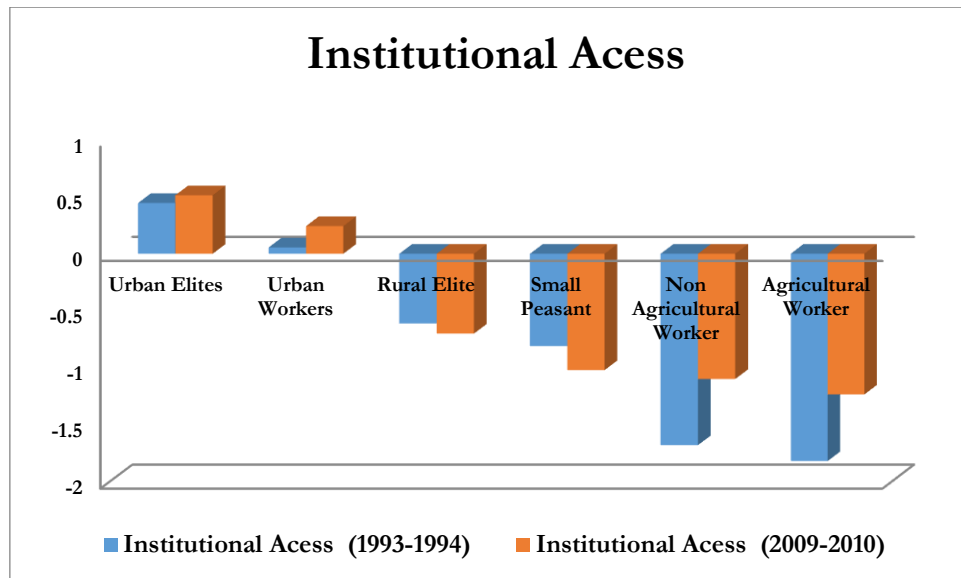 Institutional Acess
1
0.5
0
Urban Elites Urban Rural Elite Small Non Agricultural
Workers Peasant Agricultural Worker
Worker
-0.5
-1
-1.5
-2
Institutional Acess (1993-1994) Institutional Acess (2009-2010)